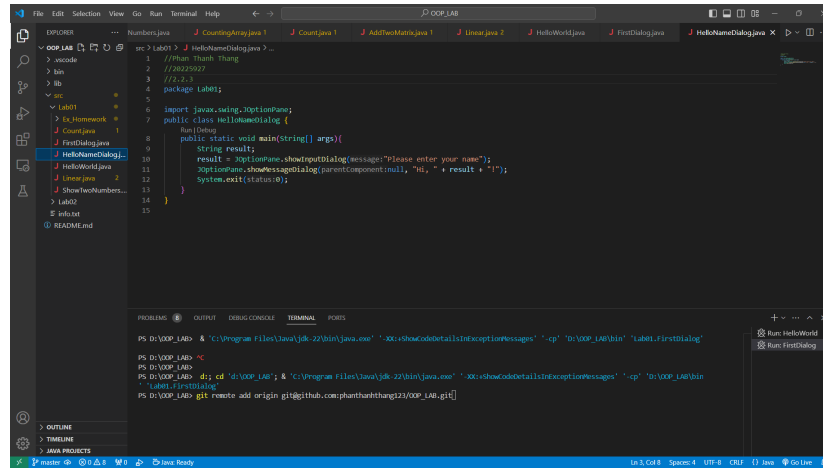 File Edit Selection View Go Run Terminal Help
OOP_LAB
EXPLORER
Numbers.java
CountingArray.java 1
Count.java 1
AddTwoMatrix.java 1
Linear.java 2
HelloWorld.java
FirstDialog.java
HelloNameDialog.java
OOP_LAB
src > Lab01 > HelloNameDialog.java > ...
.vscode
bin
lib
src
Lab01
Ex_Homework
Count.java 1
FirstDialog.java
HelloNameDialog.j...
HelloWorld.java
Linear.java 2
ShowTwoNumbers....
Lab02
info.txt
README.md
1 //Phan Thanh Thang
2 //20225927
3 //2.2.3
4 package Lab01;
5
6 import javax.swing.JOptionPane;
7 public class HelloNameDialog {
Run | Debug
8 public static void main(String[] args){
9 String result;
10 result = JOptionPane.showInputDialog(message:"Please enter your name");
11 JOptionPane.showMessageDialog(parentComponent:null, "Hi, " + result + "!");
12 System.exit(status:0);
13 }
14 }
15
PROBLEMS 8 OUTPUT DEBUG CONSOLE TERMINAL PORTS
PS D:\OOP_LAB> & 'C:\Program Files\Java\jdk-22\bin\java.exe' '-XX:+ShowCodeDetailsInExceptionMessages' '-cp' 'D:\OOP_LAB\bin' 'Lab01.FirstDialog'
PS D:\OOP_LAB> ^C
PS D:\OOP_LAB>
PS D:\OOP_LAB> d:; cd 'd:\OOP_LAB'; & 'C:\Program Files\Java\jdk-22\bin\java.exe' '-XX:+ShowCodeDetailsInExceptionMessages' '-cp' 'D:\OOP_LAB\bin
' 'Lab01.FirstDialog'
PS D:\OOP_LAB> git remote add origin git@github.com:phanthanhthang123/OOP_LAB.git
Run: HelloWorld
Run: FirstDialog
OUTLINE
TIMELINE
JAVA PROJECTS
master 0 8 0 Java: Ready
Ln 3, Col 8 Spaces: 4 UTF-8 CRLF {} Java Go Live